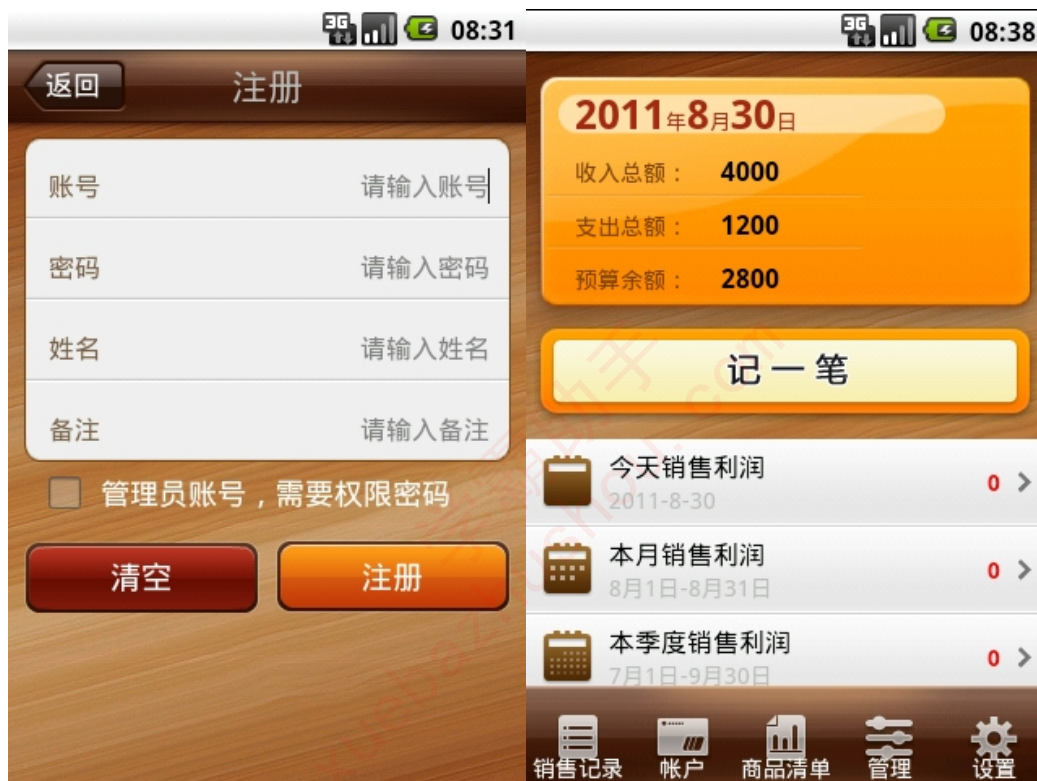 3G 08:31
返回 注册
账号 请输入账号
密码 请输入密码
姓名 请输入姓名
备注 请输入备注
管理员账号，需要权限密码
清空 注册
3G 08:38
2011年8月30日
收入总额： 4000
支出总额： 1200
预算余额： 2800
记一笔
今天销售利润 0
2011-8-30
本月销售利润 0
8月1日-8月31日
本季度销售利润 0
7月1日-9月30日
销售记录 帐户 商品清单 管理 设置